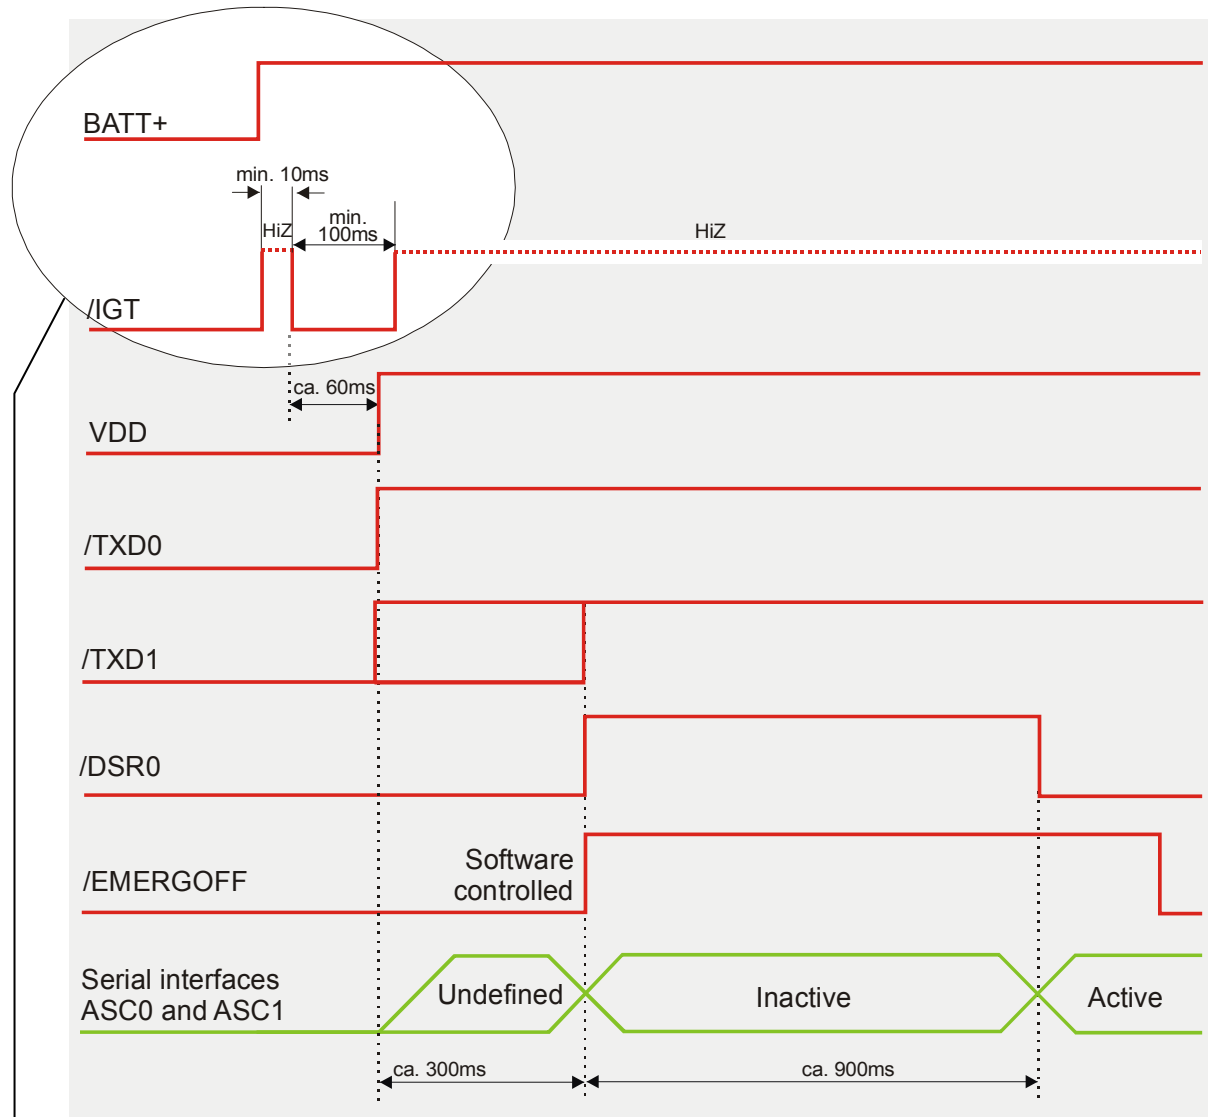 BATT+
min. 10ms
HiZ
min.
100ms
HiZ
/IGT
ca. 60ms
VDD
/TXD0
/TXD1
/DSR0
Software
controlled
/EMERGOFF
Serial interfaces
ASC0 and ASC1
Undefined
Inactive
Active
ca. 300ms
ca. 900ms